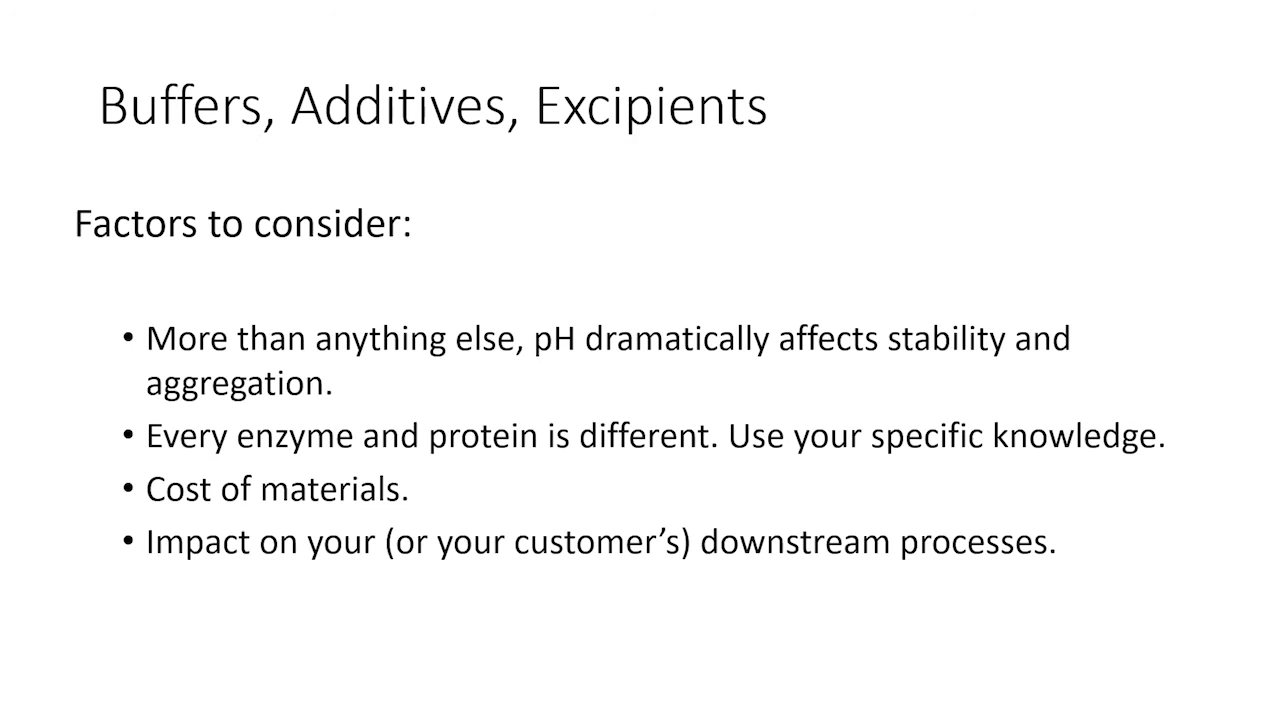 Buffers, Additives, Excipients
Factors to consider:
• More than anything else, pH dramatically affects stability and
aggregation.
• Every enzyme and protein is different. Use your specific knowledge.
• Cost of materials.
• Impact on your (or your customer’s) downstream processes.